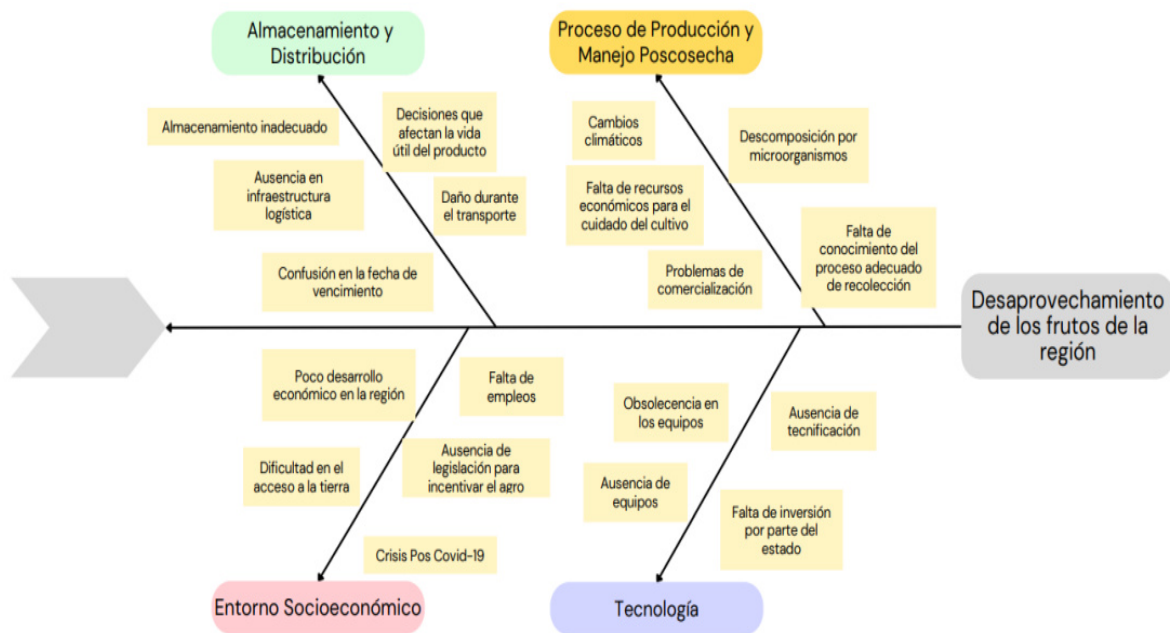 Almacenamiento y
Distribución
Proceso de Producción y
Manejo Poscosecha
Almacenamiento inadecuado
Decisiones que
afectan la vida
útil del producto
Ausencia en
infraestructura
logística
Daño durante
el transporte
Confusión en la fecha de
vencimiento
Cambios
climáticos
Descomposición por
microorganismos
Falta de recursos
económicos para el
cuidado del cultivo
Problemas de
comercialización
Falta de
conocimiento del
proceso adecuado
de recolección
Desaprovechamiento
de los frutos de la
región
Poco desarrollo
económico en la región
Falta de
empleos
Dificultad en el
acceso a la tierra
Ausencia de
legislación para
incentivar el agro
Crisis Pos Covid-19
Obsolecencia en
los equipos
Ausencia de
tecnificación
Ausencia de
equipos
Falta de inversión
por parte del
estado
Entorno Socioeconómico
Tecnología